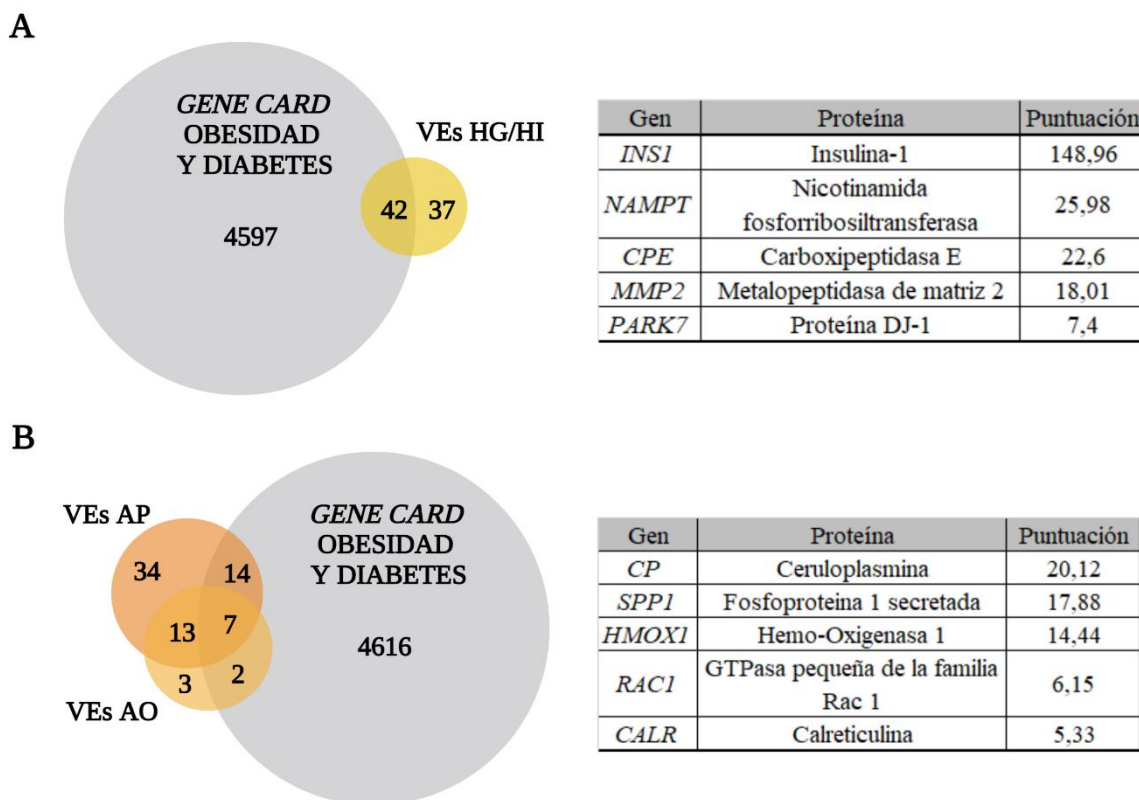 A
GENE CARD
OBESIDAD
Y DIABETES
VEs HG/HI
42 37
4597
Gen Proteína Puntuación
INS1 Insulina-1 148,96
NAMPT Nicotinamida fosforribosiltransferasa 25,98
CPE Carboxipeptidasa E 22,6
MMP2 Metalopeptidasa de matriz 2 18,01
PARK7 Proteína DJ-1 7,4
B
VEs AP
GENE CARD
OBESIDAD
Y DIABETES
34 14
13 7
4616
3 2
VEs AO
Gen Proteína Puntuación
CP Ceruloplasmina 20,12
SPP1 Fosfoproteina 1 secretada 17,88
HMOX1 Hemo-Oxigenasa 1 14,44
RAC1 GTPasa pequeña de la familia Rac 1 6,15
CALR Calreticulina 5,33